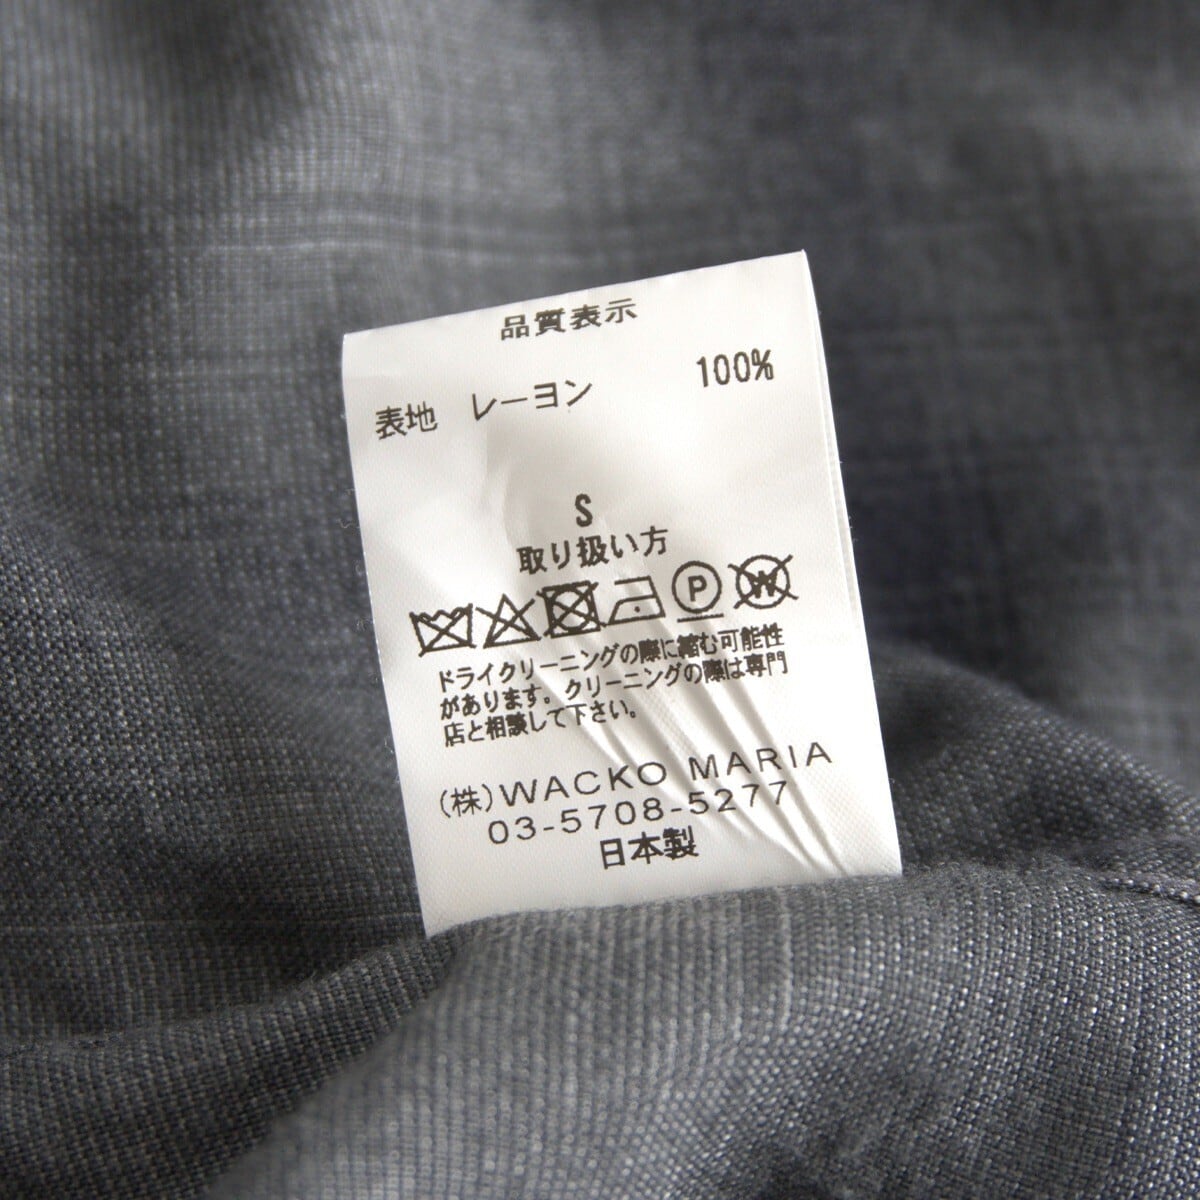 品質表示
表地 レーヨン 100%
S
取り扱い方
P W
ドライクリーニングの際に縮む可能性
があります。クリーニングの際は専門
店と相談して下さい。
(株)WACKO MARIA
03-5708-5277
日本製